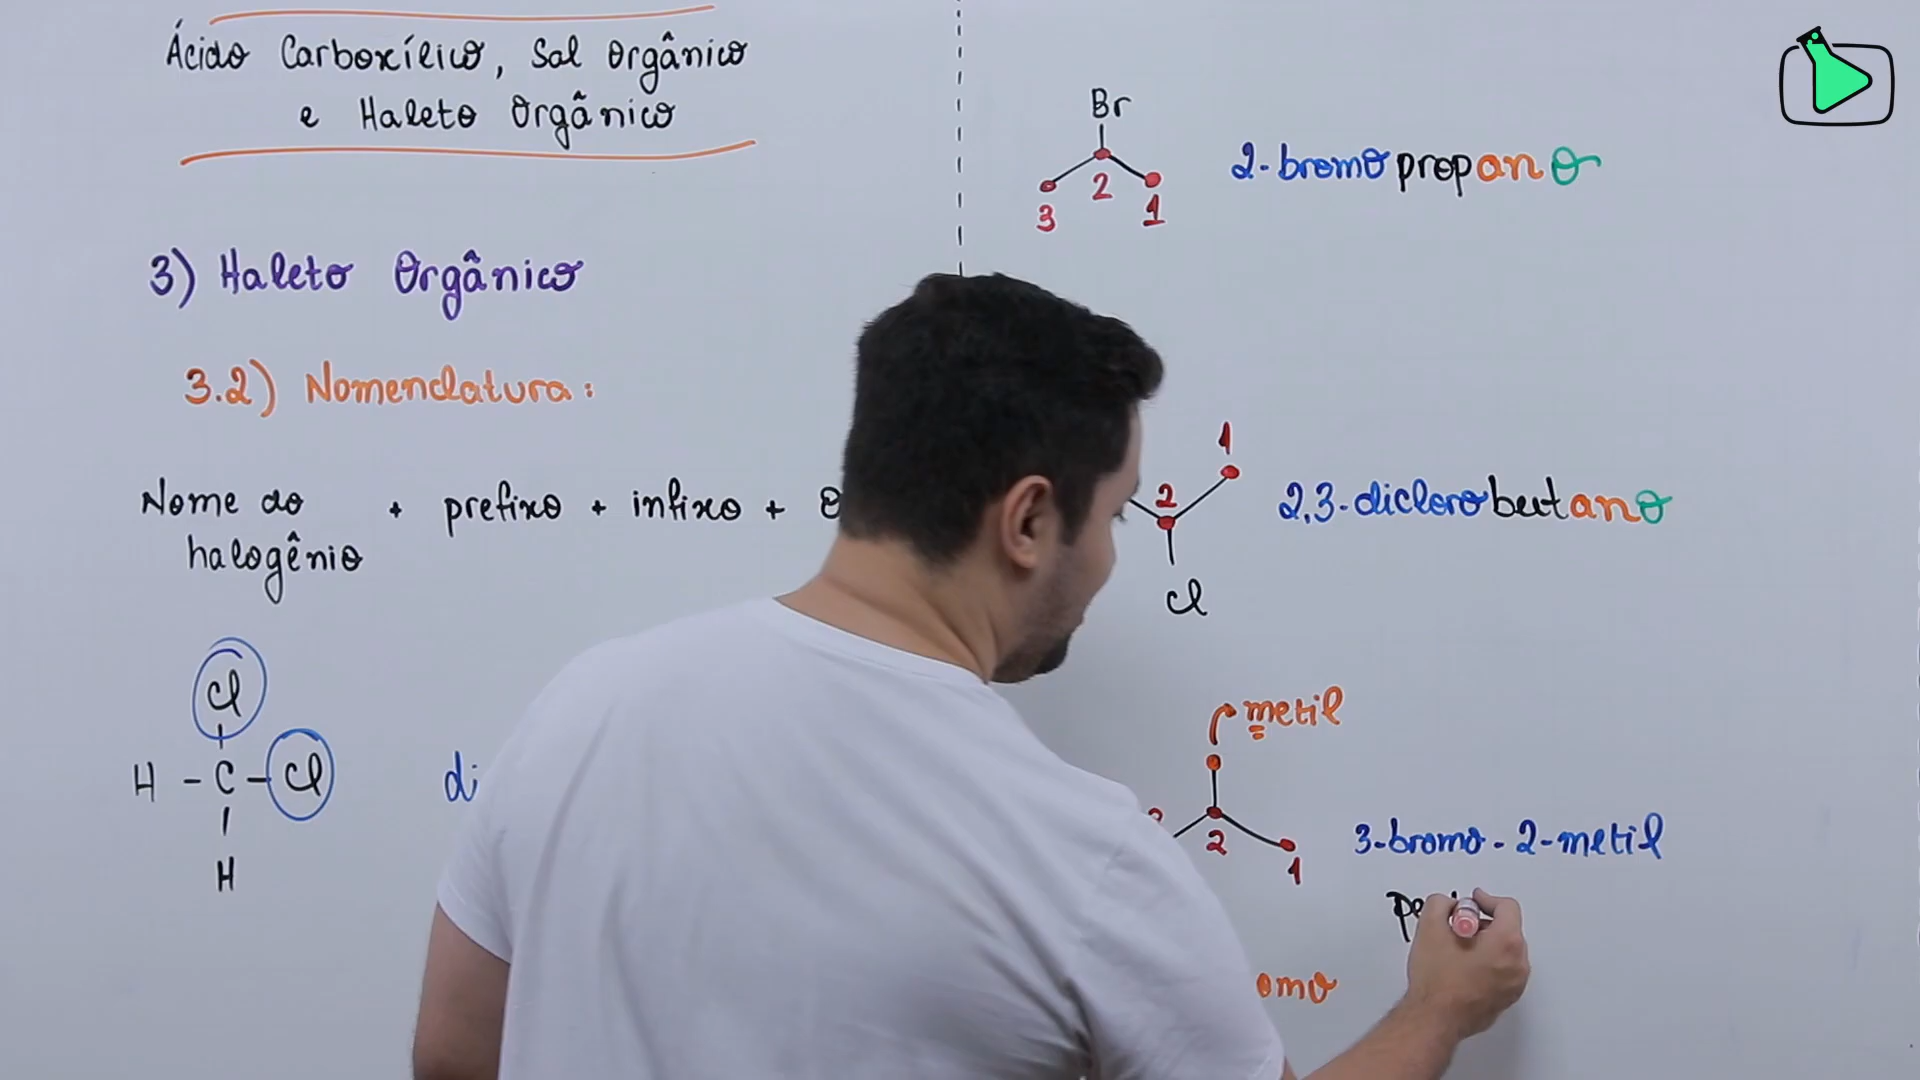 Ácido Carboxílico, Sal Orgânico
e Haleto Orgânico
3) Haleto Orgânico
3.2) Nomenclatura:
Nome do + prefixo + infixo + o
halogênio
Cl
H - C - Cl
H
di
Br
3 2 1
2-bromopropano
1
2
Cl
2,3-diclorobutano
metil
2
1
3-bromo-2-metil